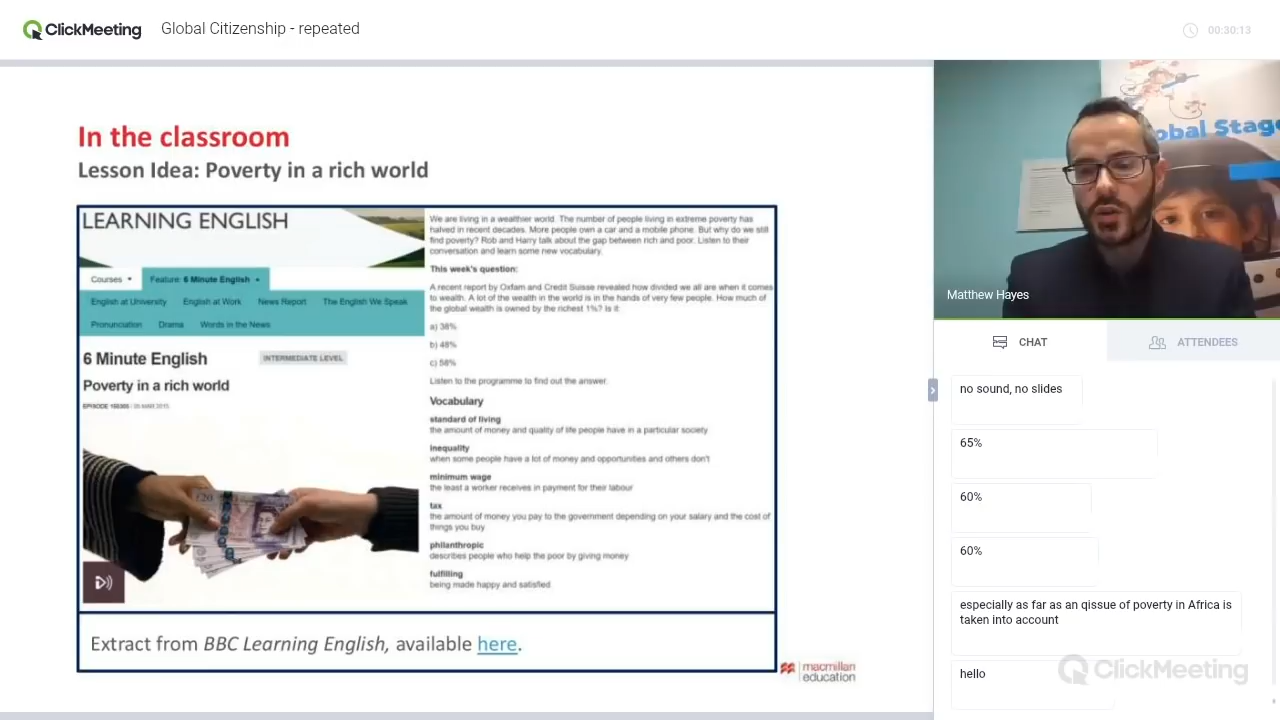 ClickMeeting
Global Citizenship - repeated
00:30:13
In the classroom
Lesson Idea: Poverty in a rich world
LEARNING ENGLISH
Courses
Feature: 6 Minute English
English at University English at Work News Report The English We Speak
Pronunciation Drama Words in the News
6 Minute English
INTERMEDIATE LEVEL
Poverty in a rich world
£20
We are living in a wealthier world. The number of people living in extreme poverty has
halved in recent decades. More people own a car and a mobile phone. But why do we still
find poverty? Rob and Harry talk about the gap between rich and poor. Listen to their
conversation and learn some new vocabulary.
This week's question:
A recent report by Oxfam and Credit Suisse revealed how divided we all are when it comes
to wealth. A lot of the wealth in the world is in the hands of very few people. How much of
the global wealth is owned by the richest 1%? Is it:
a) 38%
b) 48%
c) 58%
Listen to the programme to find out the answer.
Vocabulary
standard of living
the amount of money and quality of life people have in a particular society
inequality
when some people have a lot of money and opportunities and others don't
minimum wage
the least a worker receives in payment for their labour
tax
the amount of money you pay to the government depending on your salary and the cost of
things you buy
philanthropic
describes people who help the poor by giving money
fulfilling
being made happy and satisfied
Extract from BBC Learning English, available here.
macmillan
education
obal Stage
Matthew Hayes
CHAT
ATTENDEES
no sound, no slides
65%
60%
60%
especially as far as an qissue of poverty in Africa is
taken into account
hello
ClickMeeting